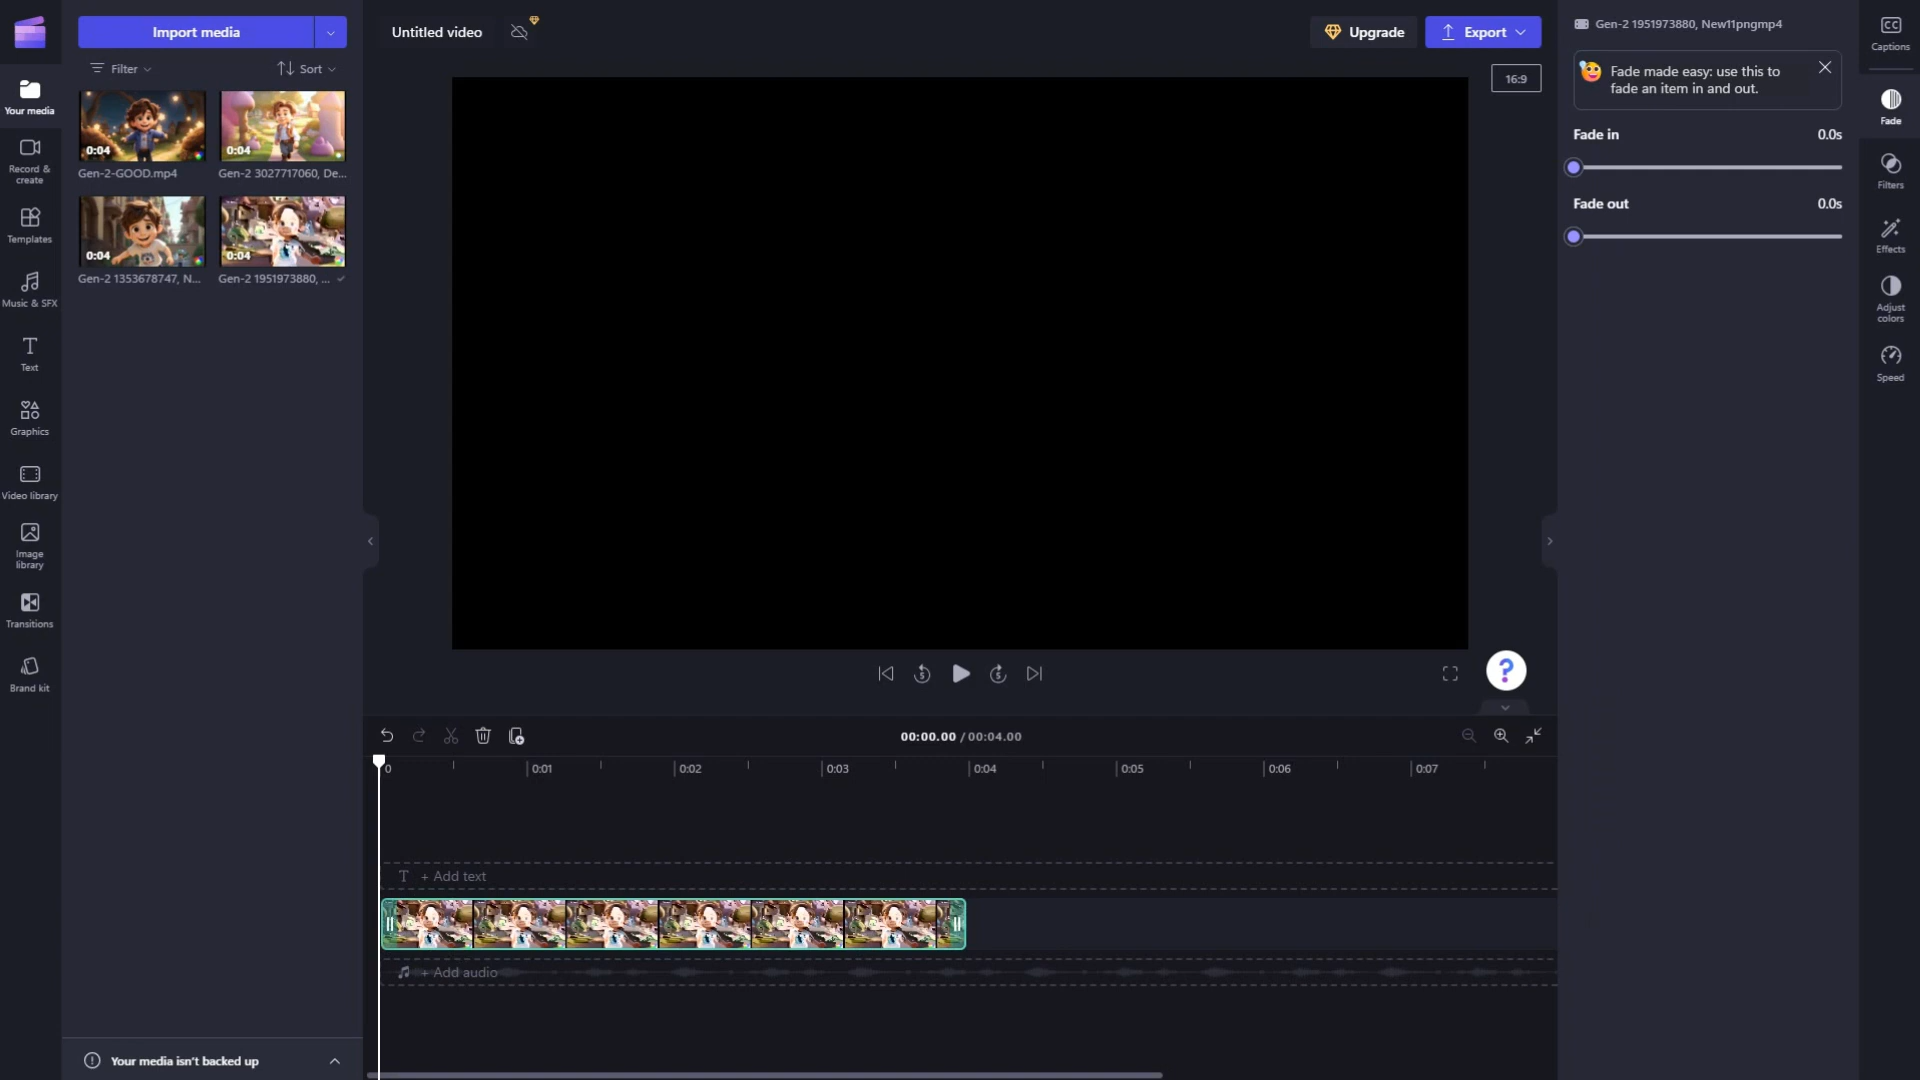 Import media
Untitled video
Upgrade
Export
Gen-2 1951973880, New11pngmp4
Captions
Filter
Sort
16:9
Fade made easy: use this to
fade an item in and out.
Your media
Fade
Fade in
0.0s
0:04
0:04
Record &
create
Gen-2-GOOD.mp4
Gen-2 3027717060, De...
Filters
Fade out
0.0s
Templates
Effects
0:04
0:04
Gen-2 1353678747, N...
Gen-2 1951973880, ...
Music & SFX
Adjust
colors
Text
Speed
Graphics
Video library
Image
library
Transitions
Brand kit
5
5
?
00:00.00 / 00:04.00
0
0:01
0:02
0:03
0:04
0:05
0:06
0:07
T + Add text
+ Add audio
Your media isn't backed up